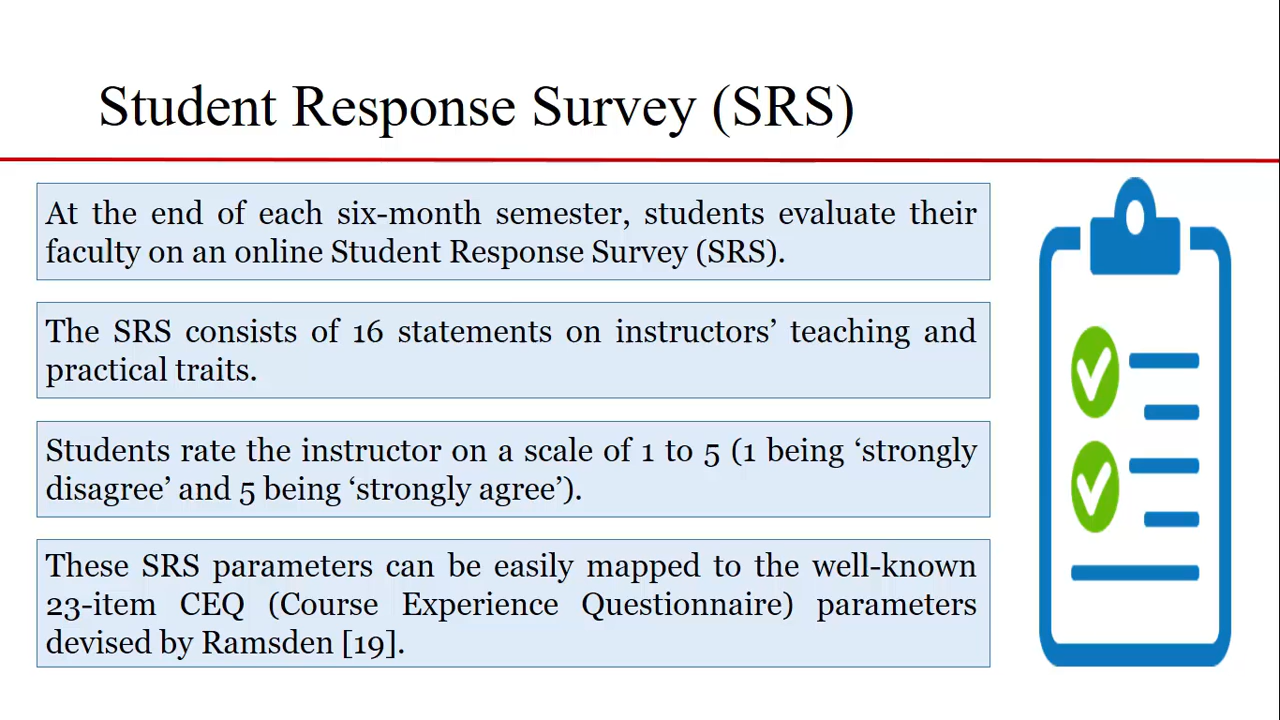 Student Response Survey (SRS)
At the end of each six-month semester, students evaluate their
faculty on an online Student Response Survey (SRS).
The SRS consists of 16 statements on instructors’ teaching and
practical traits.
Students rate the instructor on a scale of 1 to 5 (1 being ‘strongly
disagree’ and 5 being ‘strongly agree’).
These SRS parameters can be easily mapped to the well-known
23-item CEQ (Course Experience Questionnaire) parameters
devised by Ramsden [19].